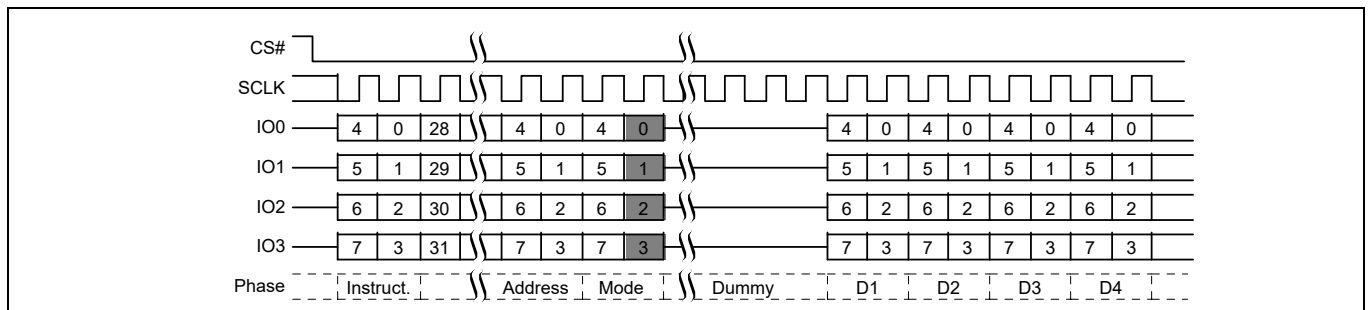 CS#
SCLK
IO0 4 0 28 4 0 4 0 4 0 4 0 4 0 4 0
IO1 5 1 29 5 1 5 1 5 1 5 1 5 1 5 1
IO2 6 2 30 6 2 6 2 6 2 6 2 6 2 6 2
IO3 7 3 31 7 3 7 3 7 3 7 3 7 3 7 3
Phase Instruct. Address Mode Dummy D1 D2 D3 D4